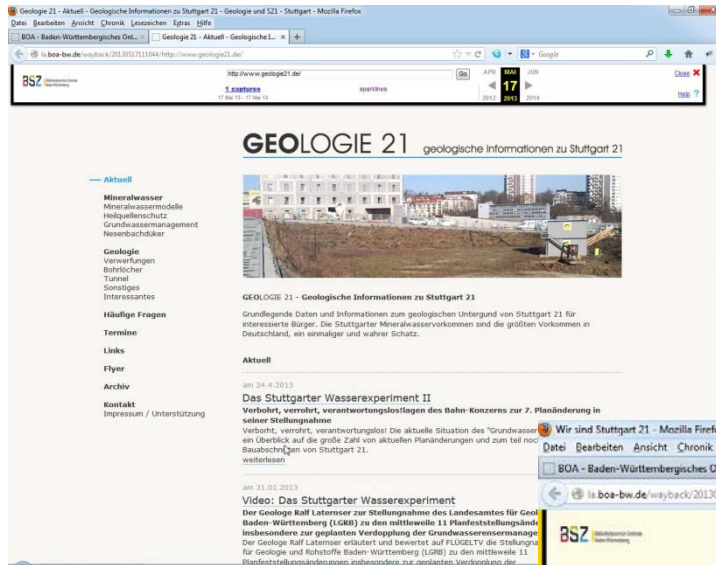 Geologie 21 - Aktuell - Geologische Informationen zu Stuttgart 21 - Geologie und S21 - Stuttgart - Mozilla Firefox
Datei Bearbeiten Ansicht Chronik Lesezeichen Extras Hilfe
BOA - Baden-Württembergisches Onl...
Geologie 21 - Aktuell - Geologische I...
la.boa-bw.de/wayback/20130517111044/http://www.geologie21.de/
Google
BSZ
http://www.geologie21.de/
Go
APR MAI JUN
Close
1 captures
17 Mai 13 - 17 Mai 13
sparklines
17
2012 2013 2014
Help ?
GEOLOGIE 21 geologische Informationen zu Stuttgart 21
Aktuell
Mineralwasser
Mineralwassermodelle
Heilquellenschutz
Grundwassermanagement
Nesenbachdüker
Geologie
Verwerfungen
Bohrlöcher
Tunnel
Sonstiges
Interessantes
Häufige Fragen
Termine
Links
Flyer
Archiv
Kontakt
Impressum / Unterstützung
GEOLOGIE 21 - Geologische Informationen zu Stuttgart 21
Grundlegende Daten und Informationen zum geologischen Untergund von Stuttgart 21 für
interessierte Bürger. Die Stuttgarter Mineralwasservorkommen sind die größten Vorkommen in
Deutschland, ein einmaliger und wahrer Schatz.
Aktuell
am 24.4.2013
Das Stuttgarter Wasserexperiment II
Verbohrt, verrohrt, verantwortungslos!lagen des Bahn-Konzerns zur 7. Planänderung in
seiner Stellungnahme
Verbohrt, verrohrt, verantwortungslos! Die aktuelle Situation des "Grundwasser
ein Überblick auf die große Zahl von aktuellen Planänderungen und zum teil noc
Bauabschnitten von Stuttgart 21.
weiterlesen
am 31.01.2013
Video: Das Stuttgarter Wasserexperiment
Der Geologe Ralf Laternser zur Stellungnahme des Landesamtes für Geol
Baden-Württemberg (LGRB) zu den mittleweile 11 Planfeststellungsände
insbesondere zur geplanten Verdopplung der Grundwasserensermanage
Der Geologe Ralf Laternser erläutert und bewertet auf FLÜGELTV die Stellungna
für Geologie und Rohstoffe Baden-Württemberg (LGRB) zu den mittleweile 11
Planfeststellungsänderungen insbesondere zur geplanten Verdopplung der
Wir sind Stuttgart 21 - Mozilla Firef
Datei Bearbeiten Ansicht Chronik
BOA - Baden-Württembergisches O
la.boa-bw.de/wayback/2013
BSZ